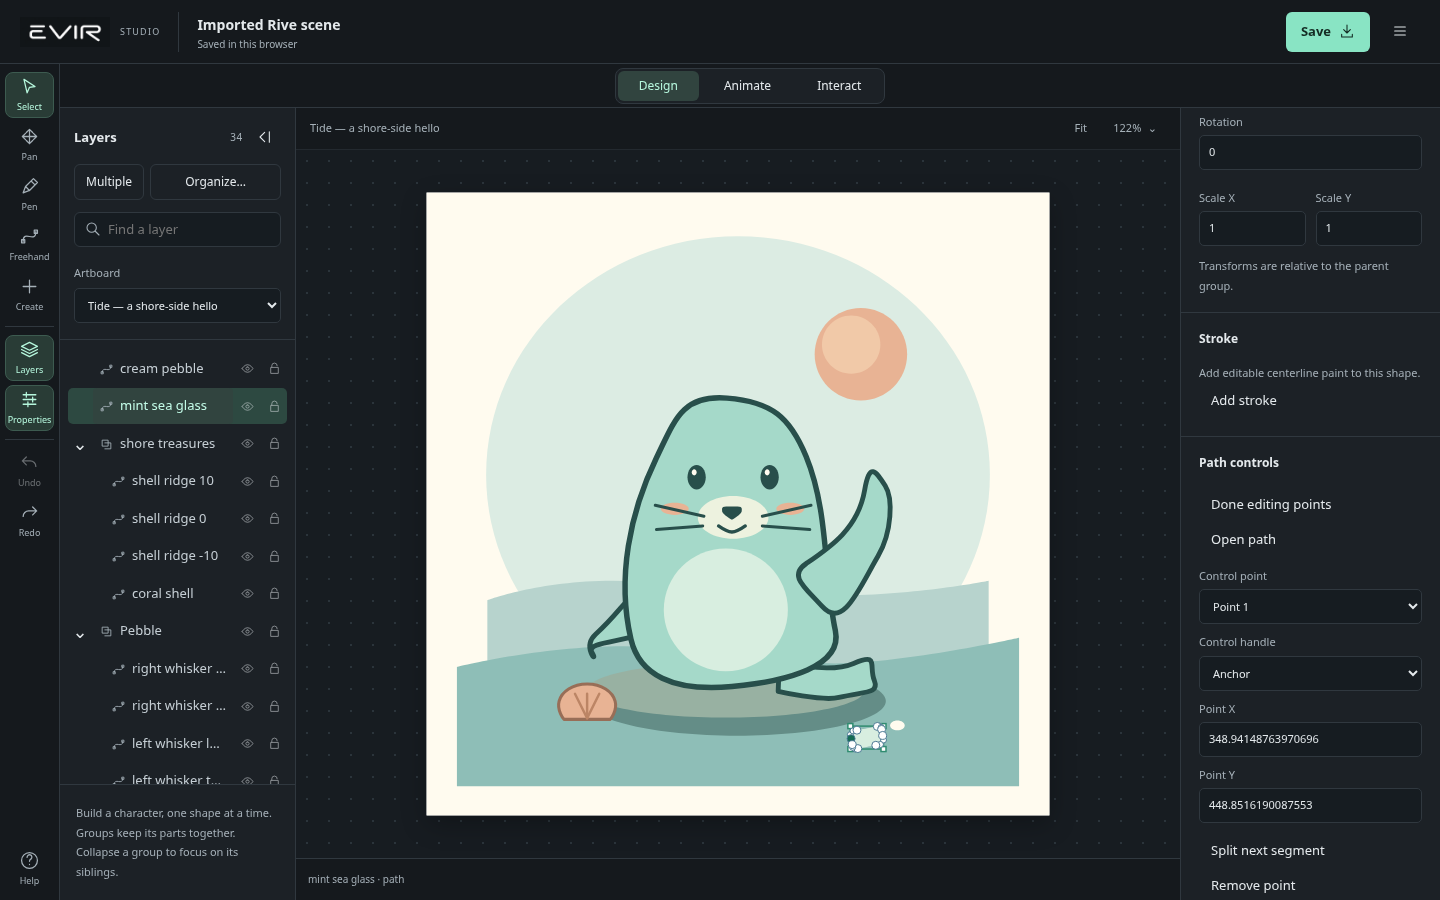 EVIR STUDIO
Imported Rive scene
Saved in this browser
Save
Select
Pan
Pen
Freehand
Create
Layers
Properties
Undo
Redo
Help
Design Animate Interact
Layers 34
Multiple Organize...
Find a layer
Artboard
Tide — a shore-side hello
cream pebble
mint sea glass
shore treasures
shell ridge 10
shell ridge 0
shell ridge -10
coral shell
Pebble
right whisker ...
right whisker ...
left whisker l...
left whisker t...
Build a character, one shape at a time.
Groups keep its parts together.
Collapse a group to focus on its
siblings.
Tide — a shore-side hello
Fit 122%
mint sea glass · path
Rotation
0
Scale X Scale Y
1 1
Transforms are relative to the parent
group.
Stroke
Add editable centerline paint to this shape.
Add stroke
Path controls
Done editing points
Open path
Control point
Point 1
Control handle
Anchor
Point X
348.94148763970696
Point Y
448.8516190087553
Split next segment
Remove point